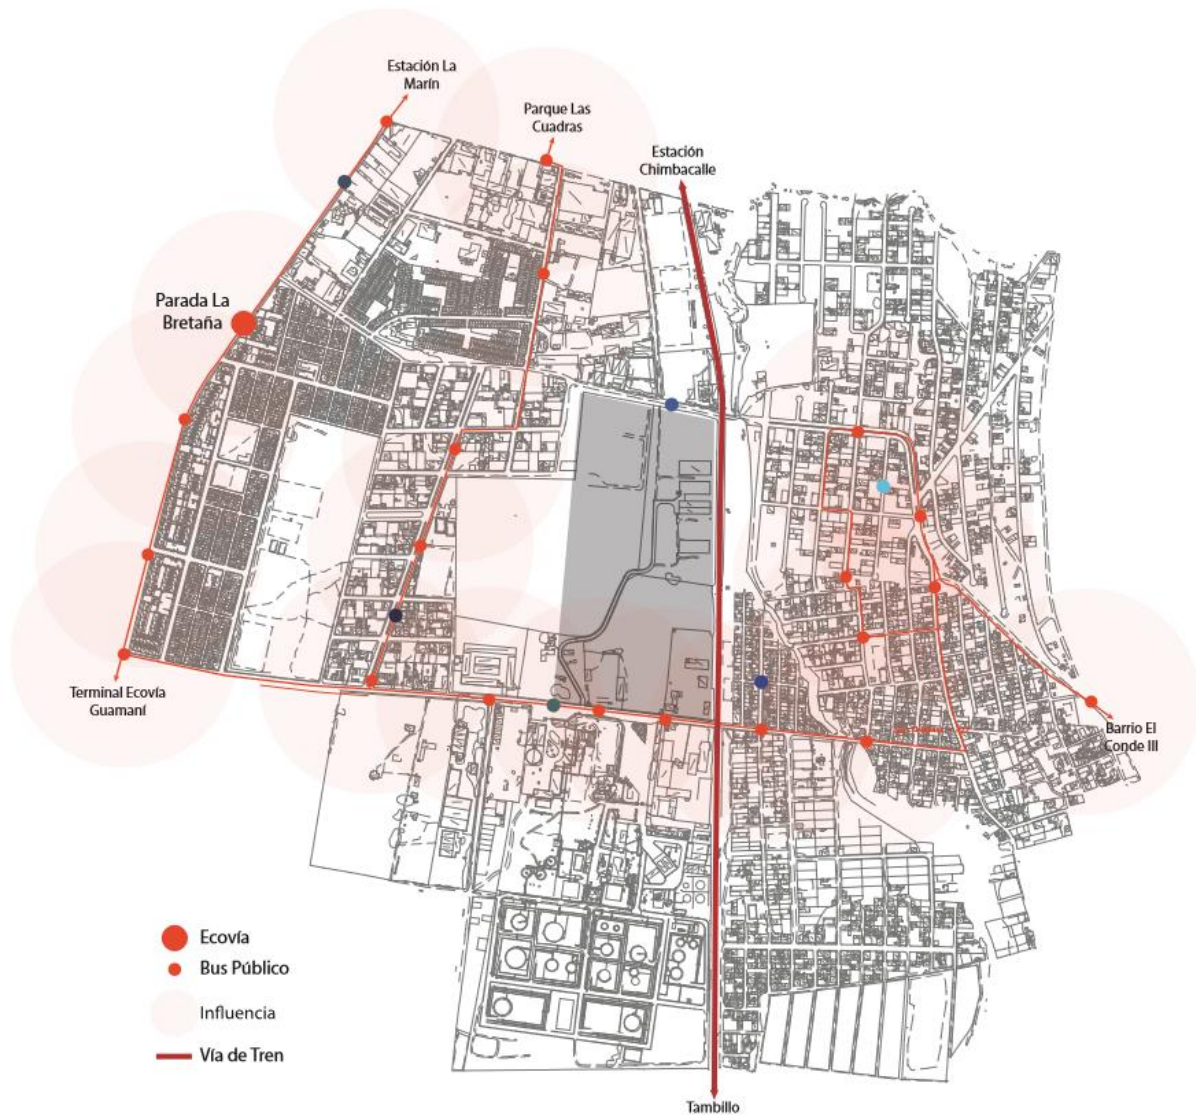 Estación La
Marín
Parque Las
Cuadras
Estación
Chimbacalle
Parada La
Bretaña
Terminal Ecovía
Guamaní
Barrio El
Conde III
Ecovía
Bus Público
Influencia
Vía de Tren
Tambillo